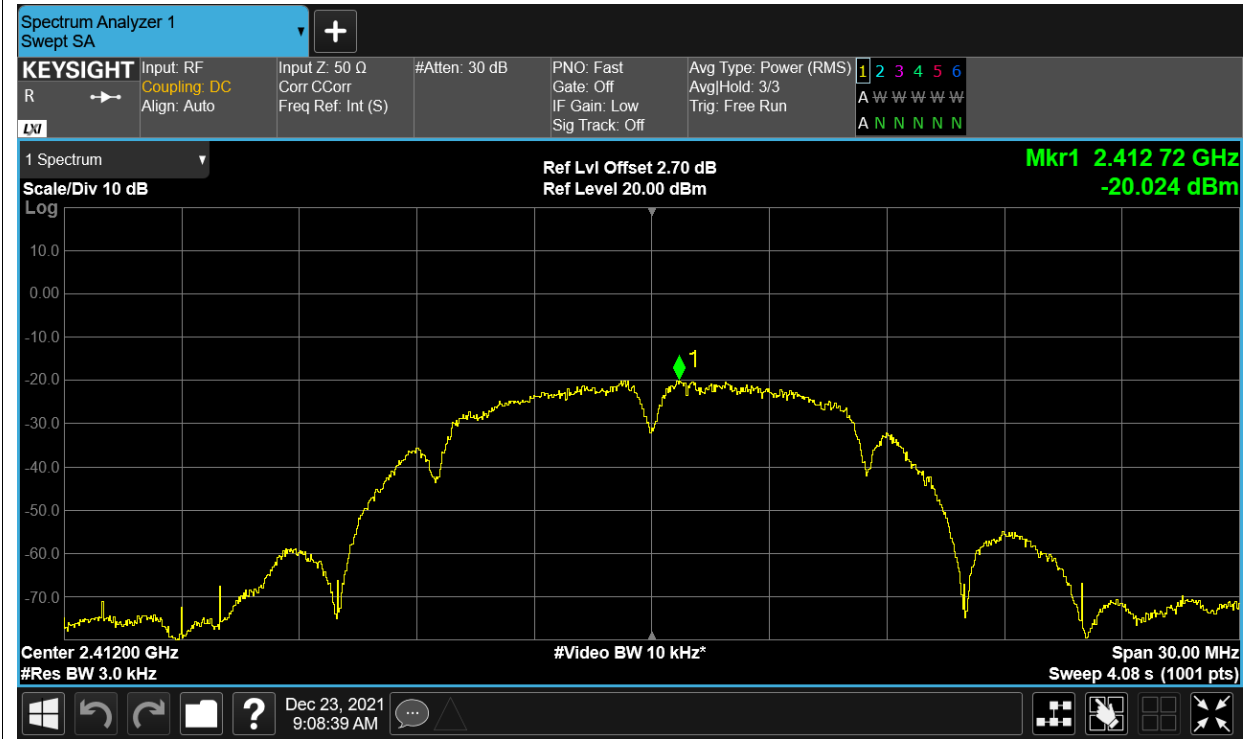 Spectrum Analyzer 1
Swept SA
KEYSIGHT
R
LXI
Input: RF
Coupling: DC
Align: Auto
Input Z: 50 Ω
Corr CCorr
Freq Ref: Int (S)
#Atten: 30 dB
PNO: Fast
Gate: Off
IF Gain: Low
Sig Track: Off
Avg Type: Power (RMS)
Avg|Hold: 3/3
Trig: Free Run
1 2 3 4 5 6
A W W W W W
A N N N N N
1 Spectrum
Scale/Div 10 dB
Log
Ref Lvl Offset 2.70 dB
Ref Level 20.00 dBm
Mkr1 2.412 72 GHz
-20.024 dBm
10.0
0.00
-10.0
-20.0
-30.0
-40.0
-50.0
-60.0
-70.0
1
Center 2.41200 GHz
#Res BW 3.0 kHz
#Video BW 10 kHz*
Span 30.00 MHz
Sweep 4.08 s (1001 pts)
?
Dec 23, 2021
9:08:39 AM